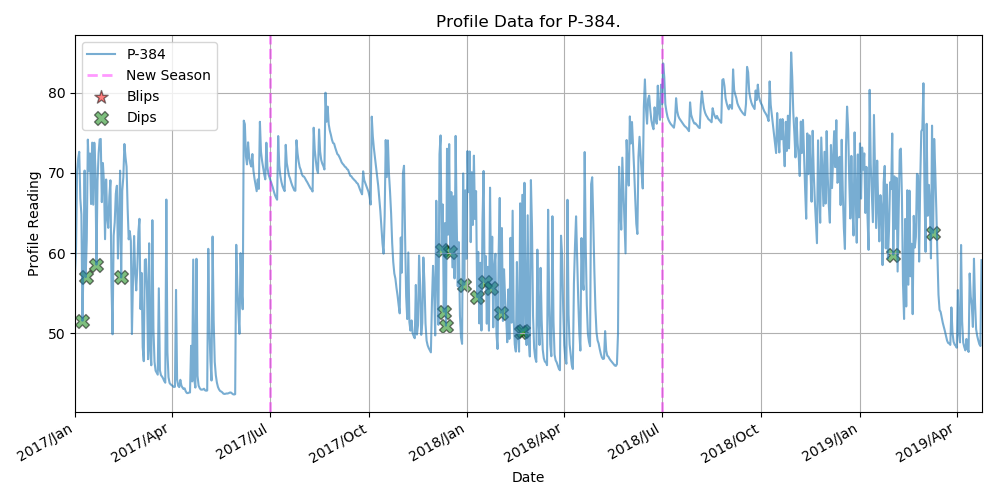 Profile Data for P-384.
P-384
New Season
Blips
Dips
Profile Reading
80
70
60
50
2017/Jan
2017/Apr
2017/Jul
2017/Oct
2018/Jan
2018/Apr
2018/Jul
2018/Oct
2019/Jan
2019/Apr
Date